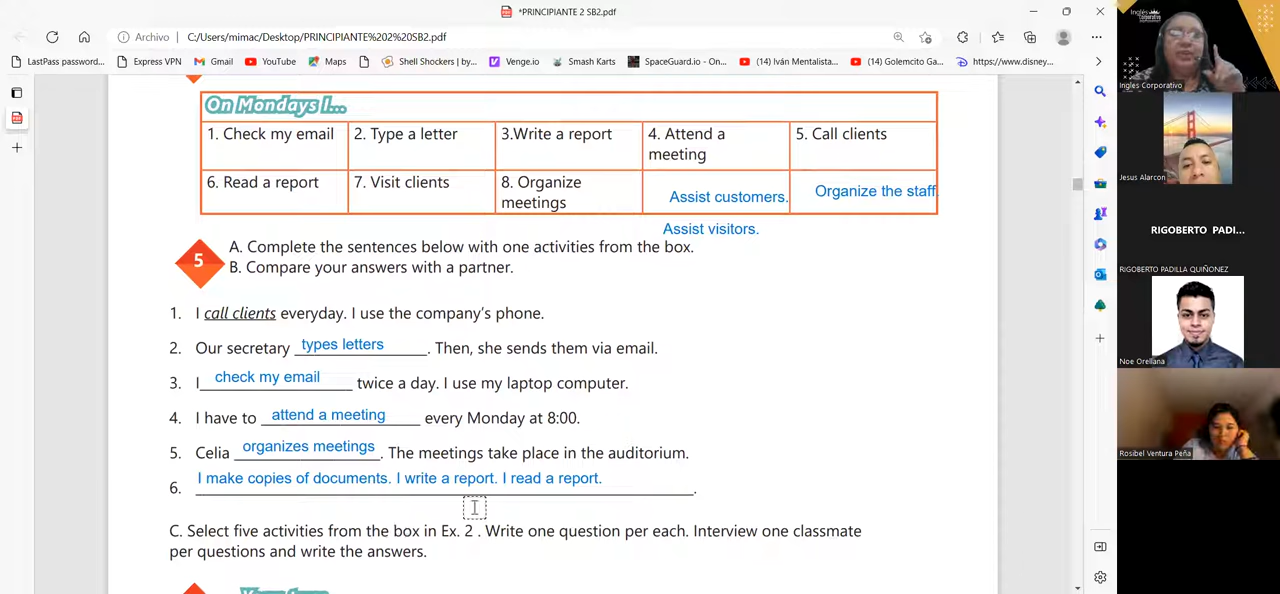 *PRINCIPIANTE 2 SB2.pdf
Archivo C:/Users/mimac/Desktop/PRINCIPIANTE%202%20SB2.pdf
LastPass password... Express VPN Gmail YouTube Maps Shell Shockers | by... Venge.io Smash Karts SpaceGuard.io - On... (14) Iván Mentalista... (14) Golemcito Ga... https://www.disney...
On Mondays I...
1. Check my email 2. Type a letter 3.Write a report 4. Attend a meeting 5. Call clients
6. Read a report 7. Visit clients 8. Organize meetings Assist customers. Organize the staff.
Assist visitors.
5
A. Complete the sentences below with one activities from the box.
B. Compare your answers with a partner.
1. I call clients everyday. I use the company's phone.
2. Our secretary types letters. Then, she sends them via email.
3. I check my email twice a day. I use my laptop computer.
4. I have to attend a meeting every Monday at 8:00.
5. Celia organizes meetings. The meetings take place in the auditorium.
6. I make copies of documents. I write a report. I read a report.
C. Select five activities from the box in Ex. 2 . Write one question per each. Interview one classmate
per questions and write the answers.
Inglés
Corporativo
Ingles Corporativo
Jesus Alarcon
RIGOBERTO PADI...
RIGOBERTO PADILLA QUIÑONEZ
Noe Orellana
Rosibel Ventura Peña